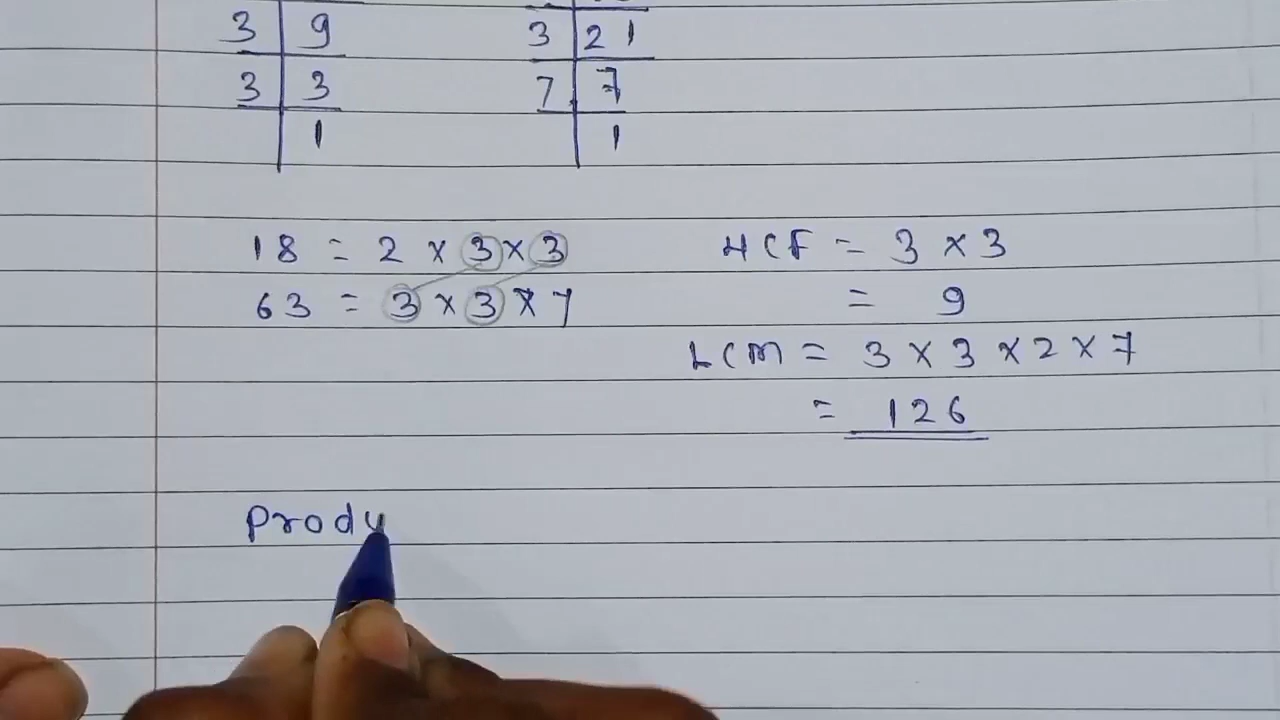 3 | 9
3 | 3
1
3 | 21
7 | 7
1
18 = 2 × 3 × 3
63 = 3 × 3 × 7
HCF = 3 × 3
= 9
LCM = 3 × 3 × 2 × 7
= 126
Produ